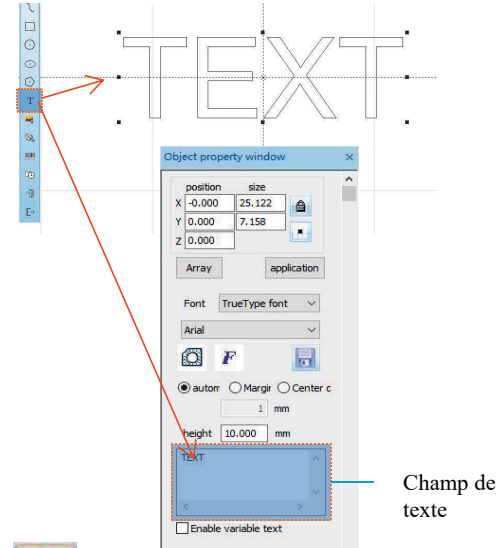 TEXT
T
Object property window ×
position size
X -0.000 25.122
Y 0.000 7.158
Z 0.000
Array application
Font TrueType font
Arial
F
autom Margir Center d
1 mm
height 10.000 mm
TEXT
Champ de
texte
Enable variable text